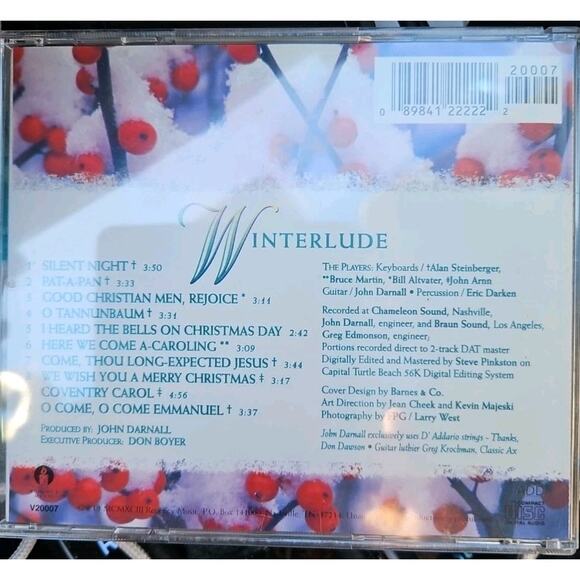 20007
0 89841 22222 2
WINTERLUDE
1 SILENT NIGHT † 3:50
2 PAT-A-PAN † 3:33
3 GOOD CHRISTIAN MEN, REJOICE * 3:11
4 O TANNUNBAUM † 3:31
5 I HEARD THE BELLS ON CHRISTMAS DAY 2:42
6 HERE WE COME A-CAROLING ** 3:09
7 COME, THOU LONG-EXPECTED JESUS † 3:44
WE WISH YOU A MERRY CHRISTMAS ‡ 3:17
COVENTRY CAROL ‡ 4:56
O COME, O COME EMMANUEL † 3:37
PRODUCED BY: JOHN DARNALL
EXECUTIVE PRODUCER: DON BOYER
THE PLAYERS: Keyboards / †Alan Steinberger,
**Bruce Martin, *Bill Altvater, ‡John Arnn
Guitar / John Darnall • Percussion / Eric Darken
Recorded at Chameleon Sound, Nashville,
John Darnall, engineer, and Braun Sound, Los Angeles,
Greg Edmonson, engineer
Portions recorded direct to 2-track DAT master
Digitally Edited and Mastered by Steve Pinkston on
Capital Turtle Beach 56K Digital Editing System
Cover Design by Barnes & Co.
Art Direction by Jean Cheek and Kevin Majeski
Photography by FPG / Larry West
John Darnall exclusively uses D' Addario strings - Thanks,
Don Dawson • Guitar luthier Greg Krochman, Classic Ax
V20007
DDD
COMPACT
DISC
DIGITAL AUDIO